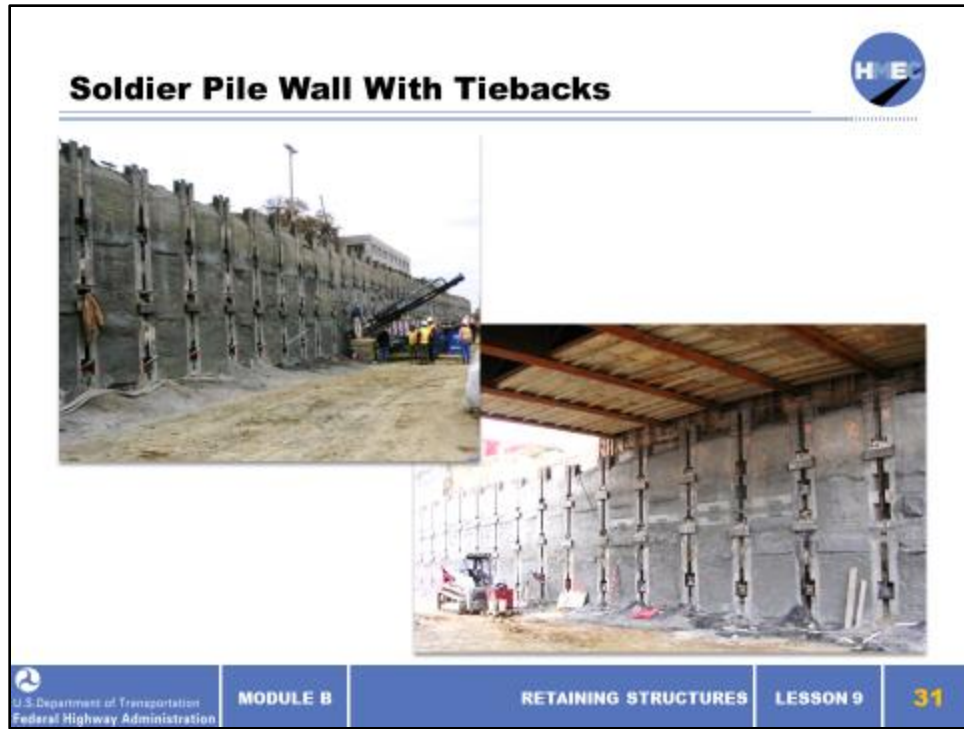 Soldier Pile Wall With Tiebacks
HMEC
U.S.Department of Transportation
Federal Highway Administration
MODULE B
RETAINING STRUCTURES
LESSON 9
31